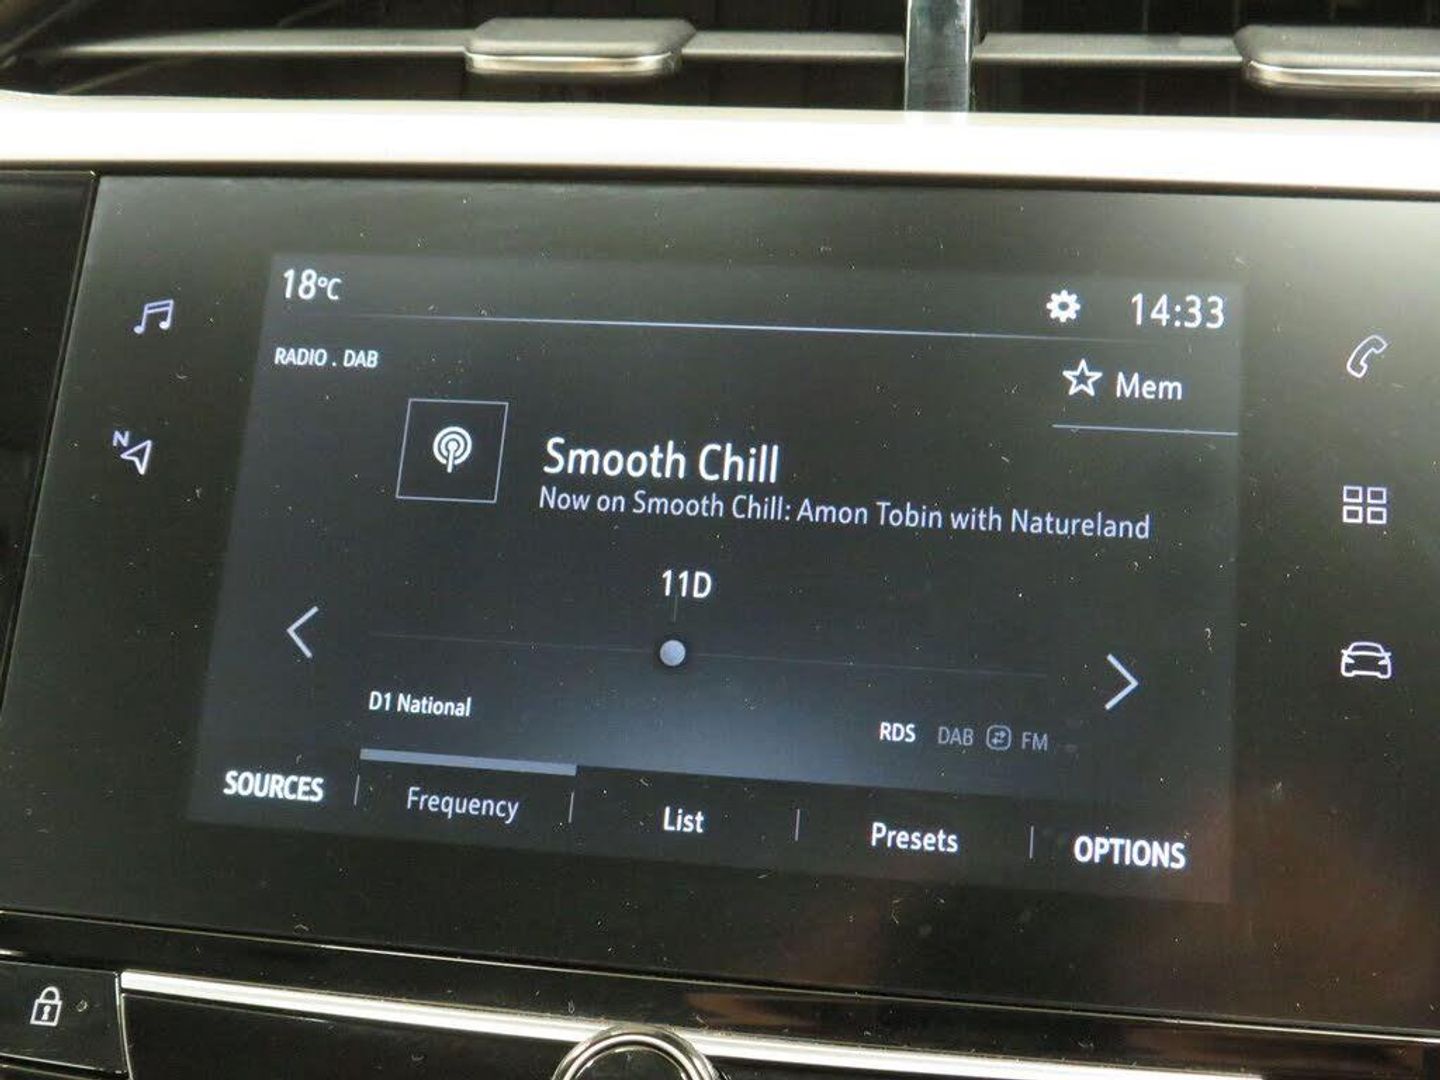 18°C
14:33
RADIO . DAB
Mem
Smooth Chill
Now on Smooth Chill: Amon Tobin with Natureland
11D
N
D1 National
RDS DAB FM
SOURCES Frequency List Presets OPTIONS